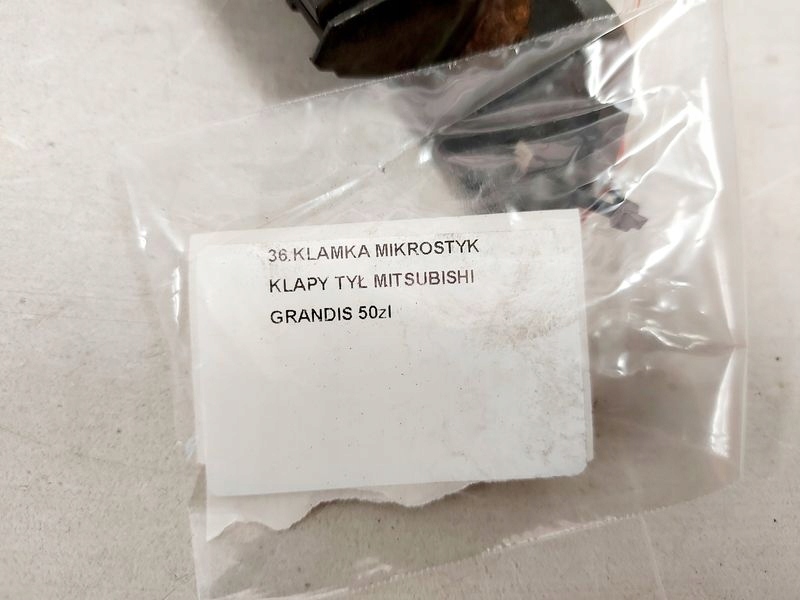 36.KLAMKA MIKROSTYK
KLAPY TYŁ MITSUBISHI
GRANDIS 50zl